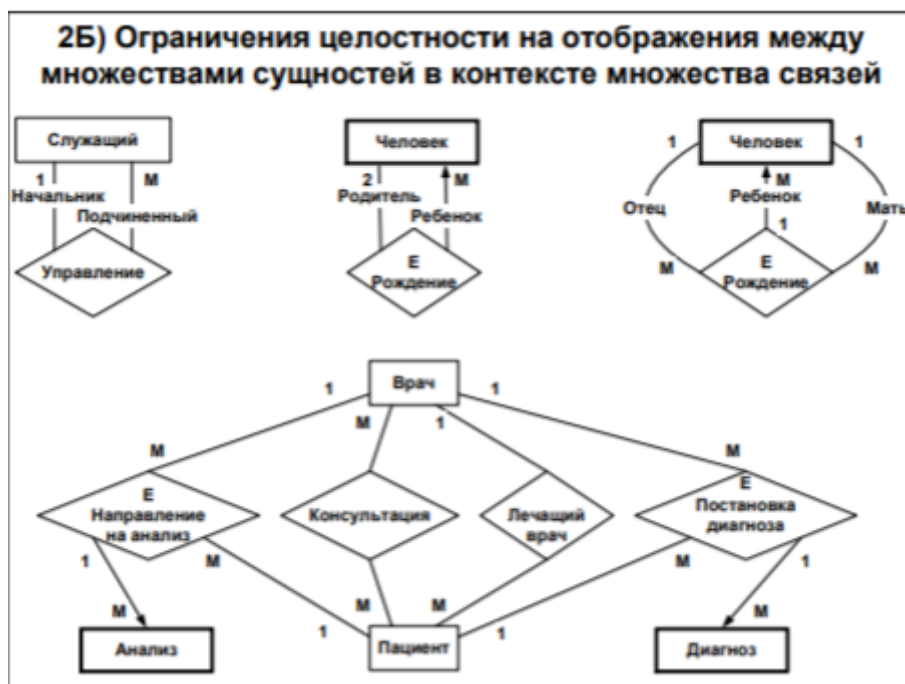 2Б) Ограничения целостности на отображения между
множествами сущностей в контексте множества связей
Служащий
Человек
Человек
1
М
2
М
1
М
1
Начальник
Родитель
Отец
Ребенок
Мать
Подчиненный
Ребенок
1
Управление
Е
Рождение
М
Е
Рождение
М
Врач
1
М
1
1
М
М
Е
Направление
на анализ
Консультация
Лечащий
врач
Е
Постановка
диагноза
1
М
М
1
М
М
М
М
1
1
Анализ
Пациент
Диагноз